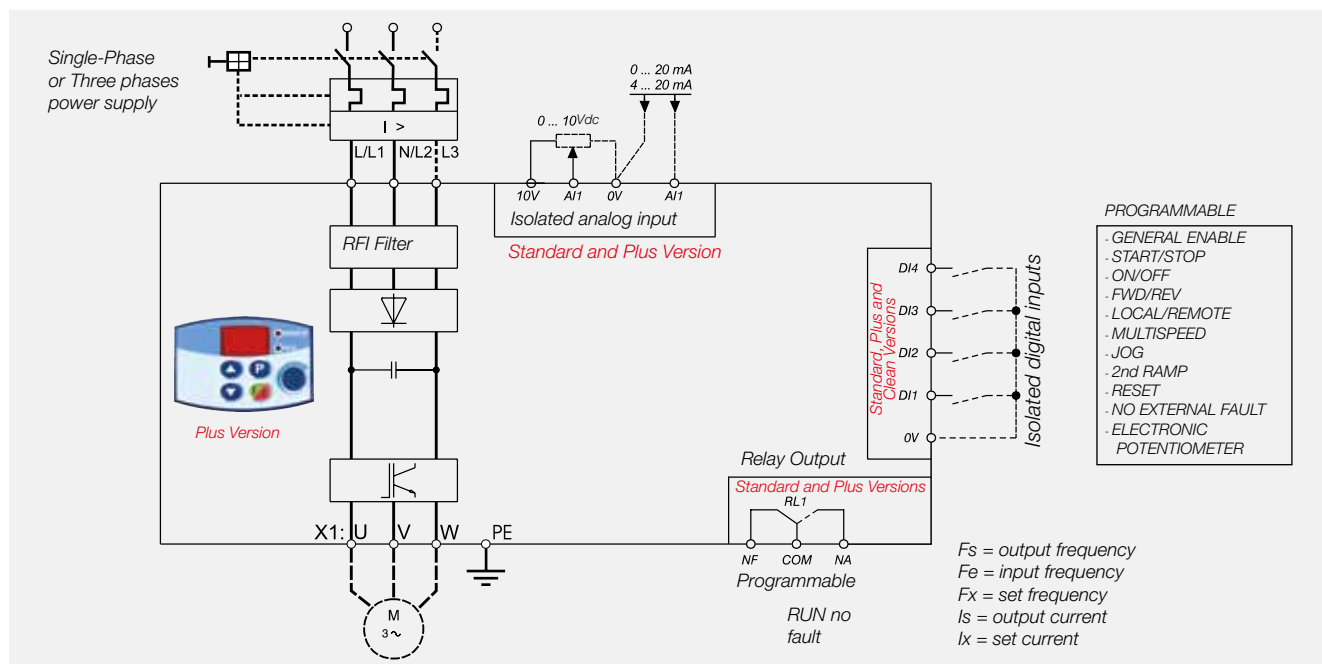 Single-Phase
or Three phases
power supply
I >
L/L1 N/L2 L3
0 ... 20 mA
4 ... 20 mA
0 ... 10Vdc
10V AI1 0V AI1
Isolated analog input
Standard and Plus Version
RFI Filter
P
Plus Version
DI4
DI3
DI2
DI1
0V
Standard, Plus and
Clean Versions
Isolated digital inputs
PROGRAMMABLE
- GENERAL ENABLE
- START/STOP
- ON/OFF
- FWD/REV
- LOCAL/REMOTE
- MULTISPEED
- JOG
- 2nd RAMP
- RESET
- NO EXTERNAL FAULT
- ELECTRONIC
POTENTIOMETER
Relay Output
Standard and Plus Versions
RL1
NF COM NA
Programmable
RUN no
fault
X1: U V W PE
M
3~
Fs = output frequency
Fe = input frequency
Fx = set frequency
Is = output current
Ix = set current